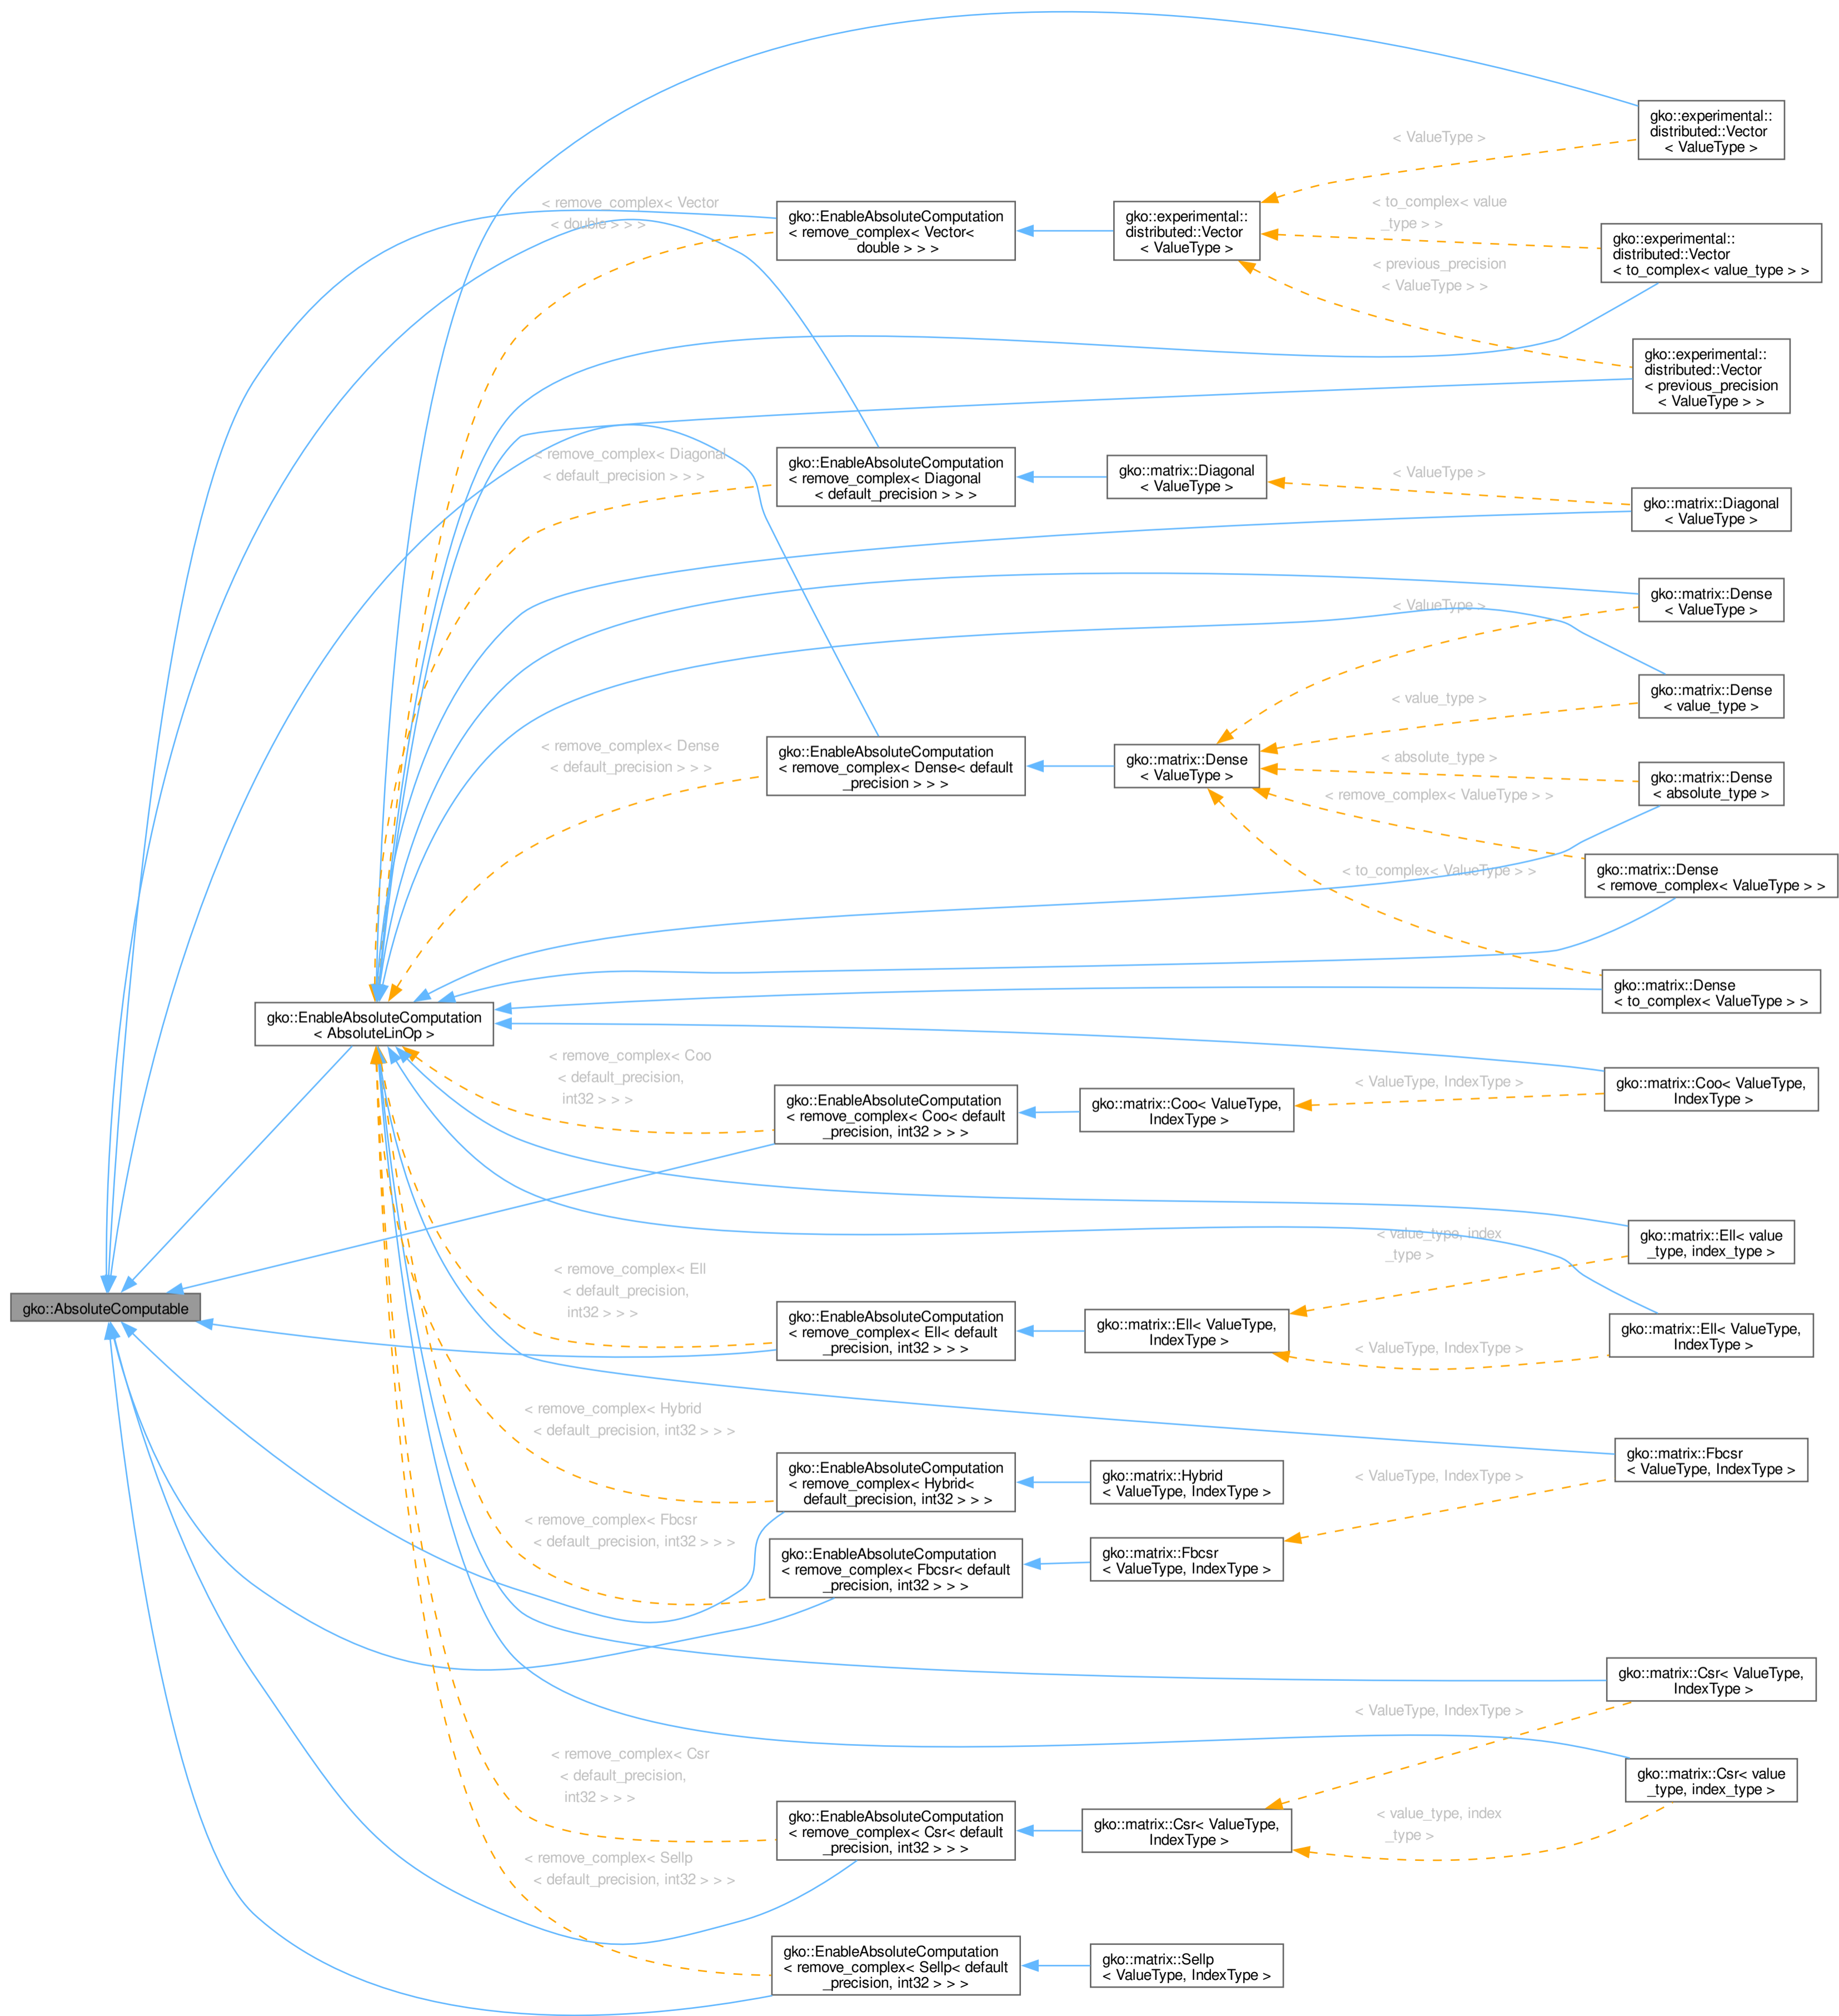 gko::AbsoluteComputable
gko::EnableAbsoluteComputation
< AbsoluteLinOp >
< remove_complex< Vector
< double > > >
gko::EnableAbsoluteComputation
< remove_complex< Vector<
double > > >
gko::experimental::
distributed::Vector
< ValueType >
< ValueType >
gko::experimental::
distributed::Vector
< ValueType >
< to_complex< value
_type > >
gko::experimental::
distributed::Vector
< to_complex< value_type > >
< previous_precision
< ValueType > >
gko::experimental::
distributed::Vector
< previous_precision
< ValueType > >
< remove_complex< Diagonal
< default_precision > > >
gko::EnableAbsoluteComputation
< remove_complex< Diagonal
< default_precision > > >
gko::matrix::Diagonal
< ValueType >
< ValueType >
gko::matrix::Diagonal
< ValueType >
< remove_complex< Dense
< default_precision > > >
gko::EnableAbsoluteComputation
< remove_complex< Dense< default
_precision > > >
gko::matrix::Dense
< ValueType >
< ValueType >
gko::matrix::Dense
< ValueType >
< value_type >
gko::matrix::Dense
< value_type >
< absolute_type >
gko::matrix::Dense
< absolute_type >
< remove_complex< ValueType > >
gko::matrix::Dense
< remove_complex< ValueType > >
< to_complex< ValueType > >
gko::matrix::Dense
< to_complex< ValueType > >
< remove_complex< Coo
< default_precision,
int32 > > >
gko::EnableAbsoluteComputation
< remove_complex< Coo< default
_precision, int32 > > >
gko::matrix::Coo< ValueType,
IndexType >
< ValueType, IndexType >
gko::matrix::Coo< ValueType,
IndexType >
< remove_complex< Ell
< default_precision,
int32 > > >
gko::EnableAbsoluteComputation
< remove_complex< Ell< default
_precision, int32 > > >
gko::matrix::Ell< ValueType,
IndexType >
< value_type, index
_type >
gko::matrix::Ell< value
_type, index_type >
< ValueType, IndexType >
gko::matrix::Ell< ValueType,
IndexType >
< remove_complex< Hybrid
< default_precision, int32 > > >
gko::EnableAbsoluteComputation
< remove_complex< Hybrid<
default_precision, int32 > > >
gko::matrix::Hybrid
< ValueType, IndexType >
< remove_complex< Fbcsr
< default_precision, int32 > > >
gko::EnableAbsoluteComputation
< remove_complex< Fbcsr< default
_precision, int32 > > >
gko::matrix::Fbcsr
< ValueType, IndexType >
< ValueType, IndexType >
gko::matrix::Fbcsr
< ValueType, IndexType >
< remove_complex< Csr
< default_precision,
int32 > > >
gko::EnableAbsoluteComputation
< remove_complex< Csr< default
_precision, int32 > > >
gko::matrix::Csr< ValueType,
IndexType >
< ValueType, IndexType >
gko::matrix::Csr< ValueType,
IndexType >
< value_type, index
_type >
gko::matrix::Csr< value
_type, index_type >
< remove_complex< Sellp
< default_precision, int32 > > >
gko::EnableAbsoluteComputation
< remove_complex< Sellp< default
_precision, int32 > > >
gko::matrix::Sellp
< ValueType, IndexType >